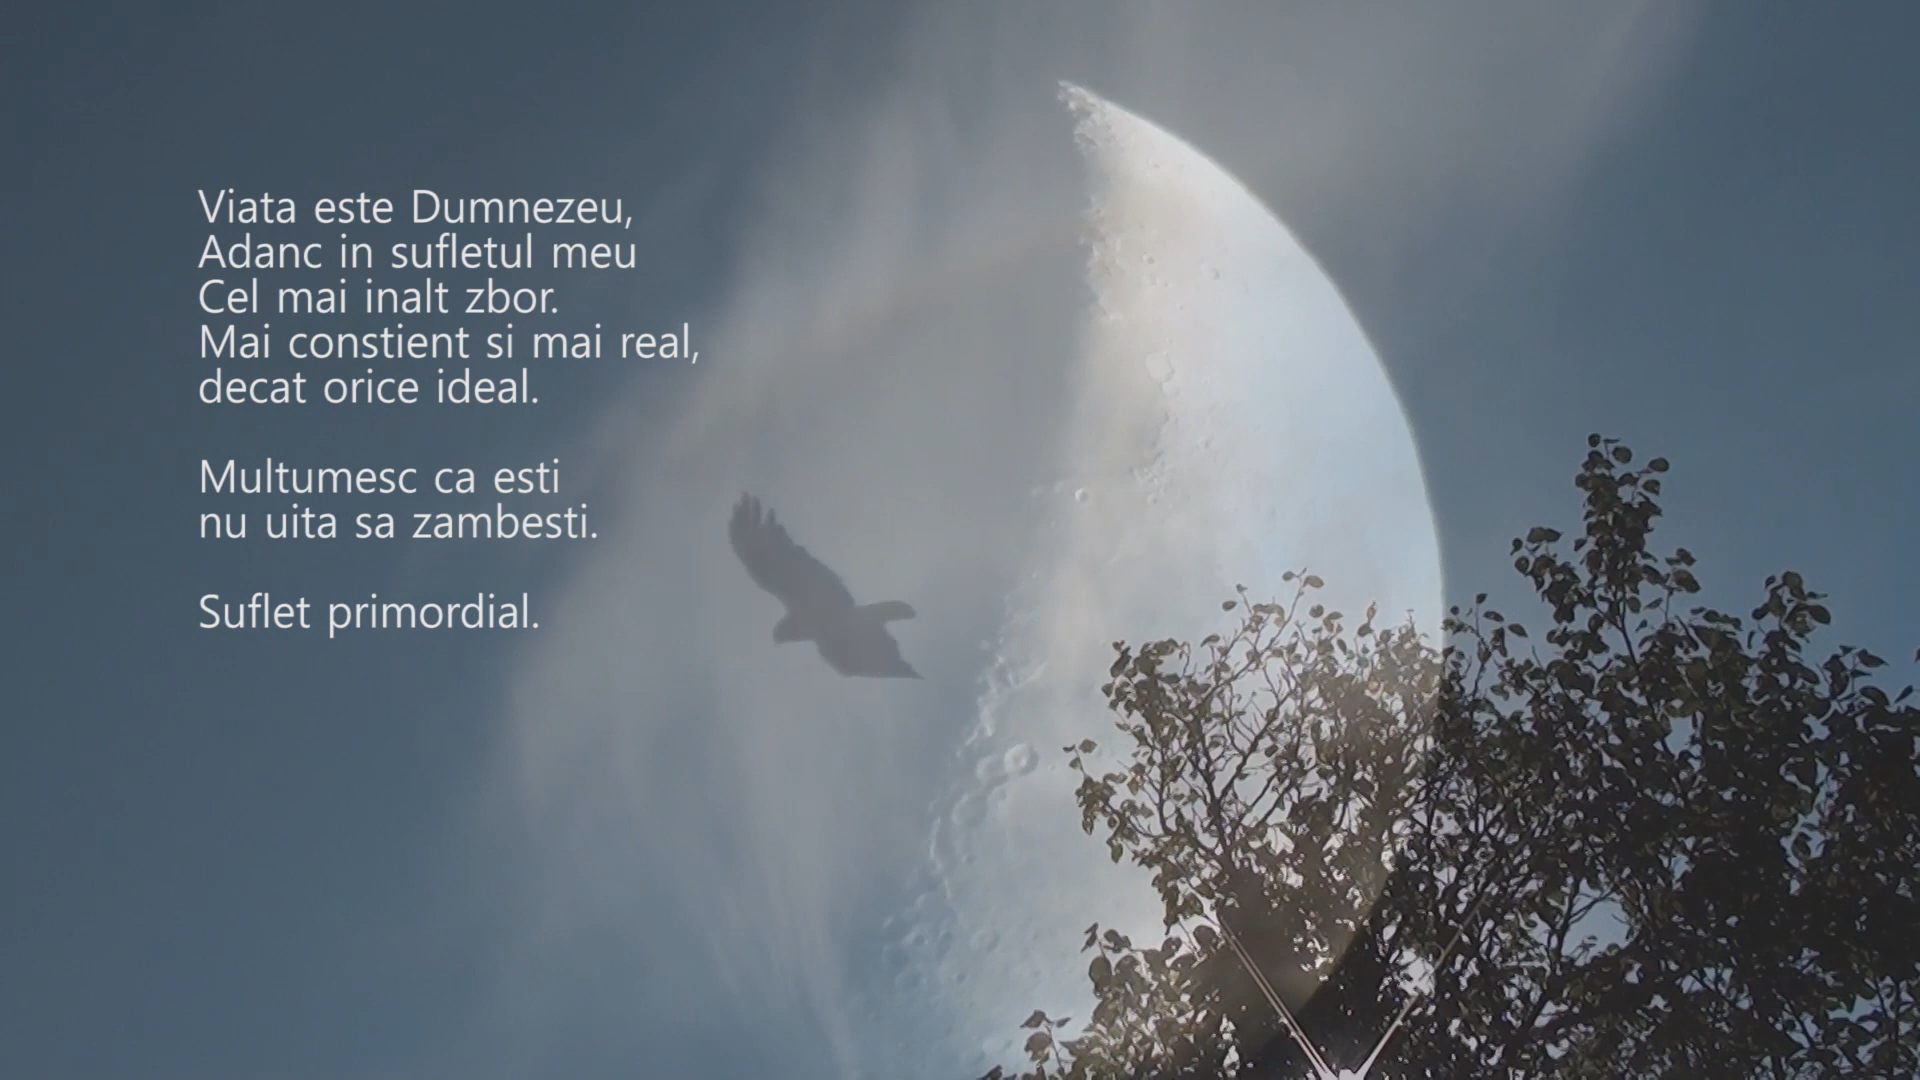 Viata este Dumnezeu,
Adanc in sufletul meu
Cel mai inalt zbor.
Mai constient si mai real,
decat orice ideal.
Multumesc ca esti
nu uita sa zambesti.
Suflet primordial.